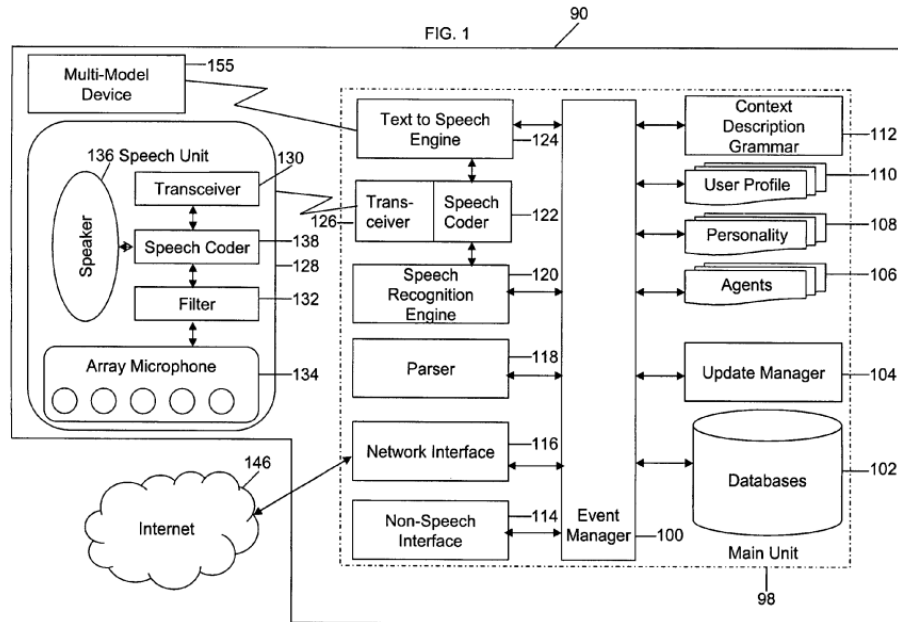 FIG. 1
90
Multi-Model
Device
155
136 Speech Unit
Speaker
Transceiver
130
Speech Coder
138
128
Filter
132
Array Microphone
134
Internet
146
Text to Speech
Engine
124
Trans-
ceiver
126
Speech
Coder
122
Speech
Recognition
Engine
120
Parser
118
Network Interface
116
Non-Speech
Interface
114
Event
Manager
100
Context
Description
Grammar
112
User Profile
110
Personality
108
Agents
106
Update Manager
104
Databases
102
Main Unit
98